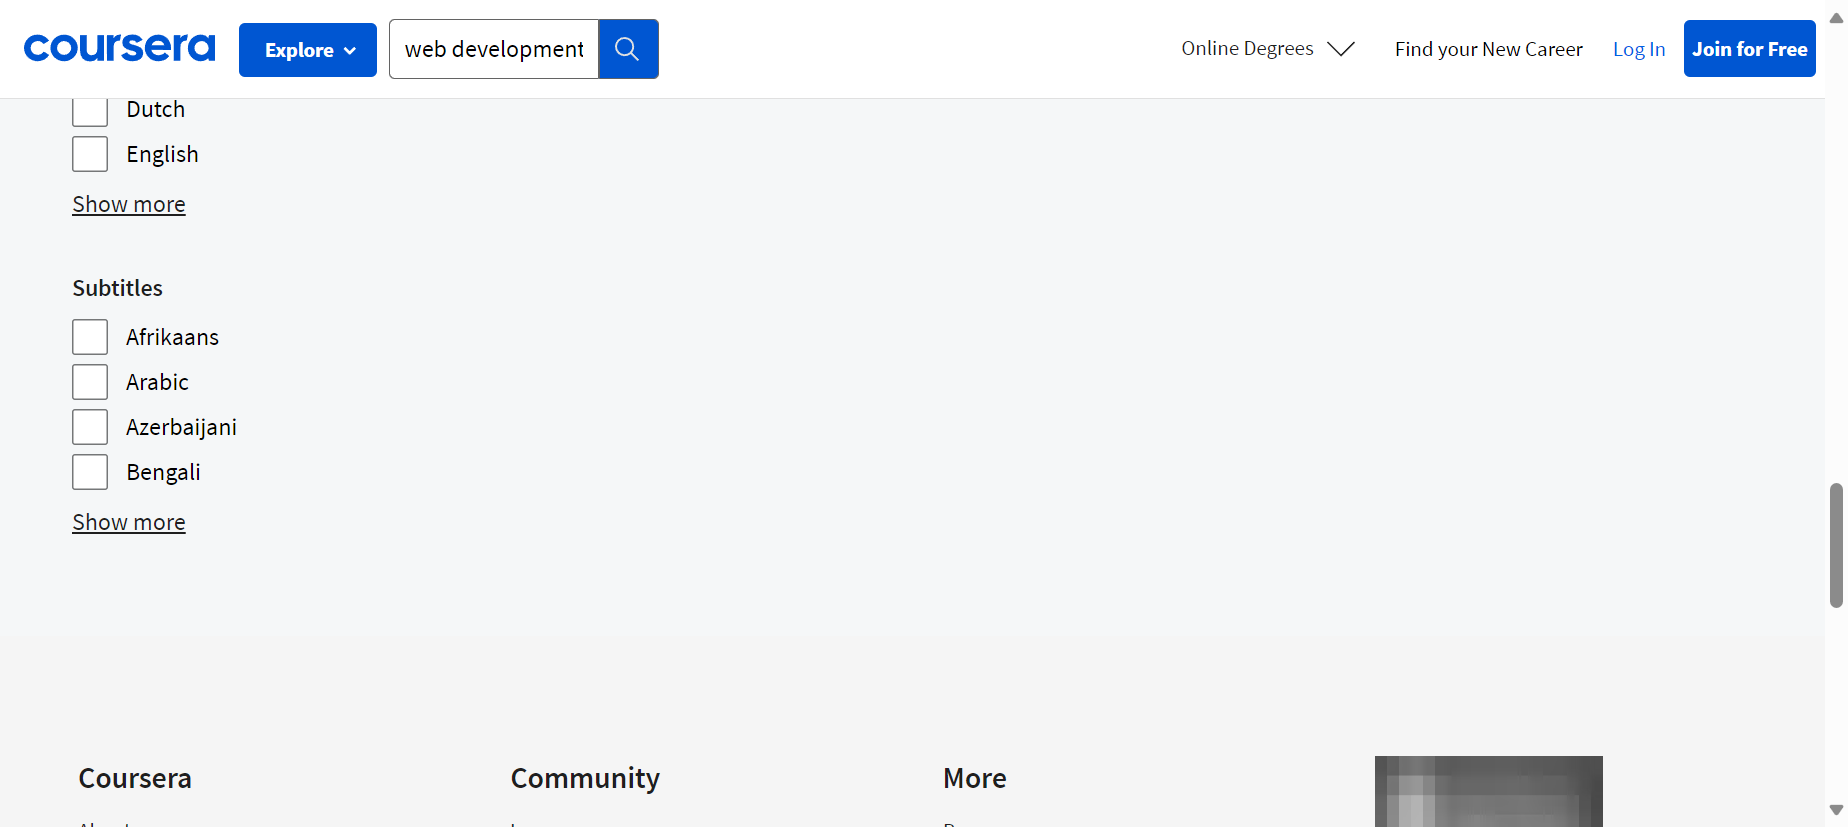 coursera
Explore
web development
Online Degrees
Find your New Career
Log In
Join for Free
Dutch
English
Show more
Subtitles
Afrikaans
Arabic
Azerbaijani
Bengali
Show more
Coursera
Community
More